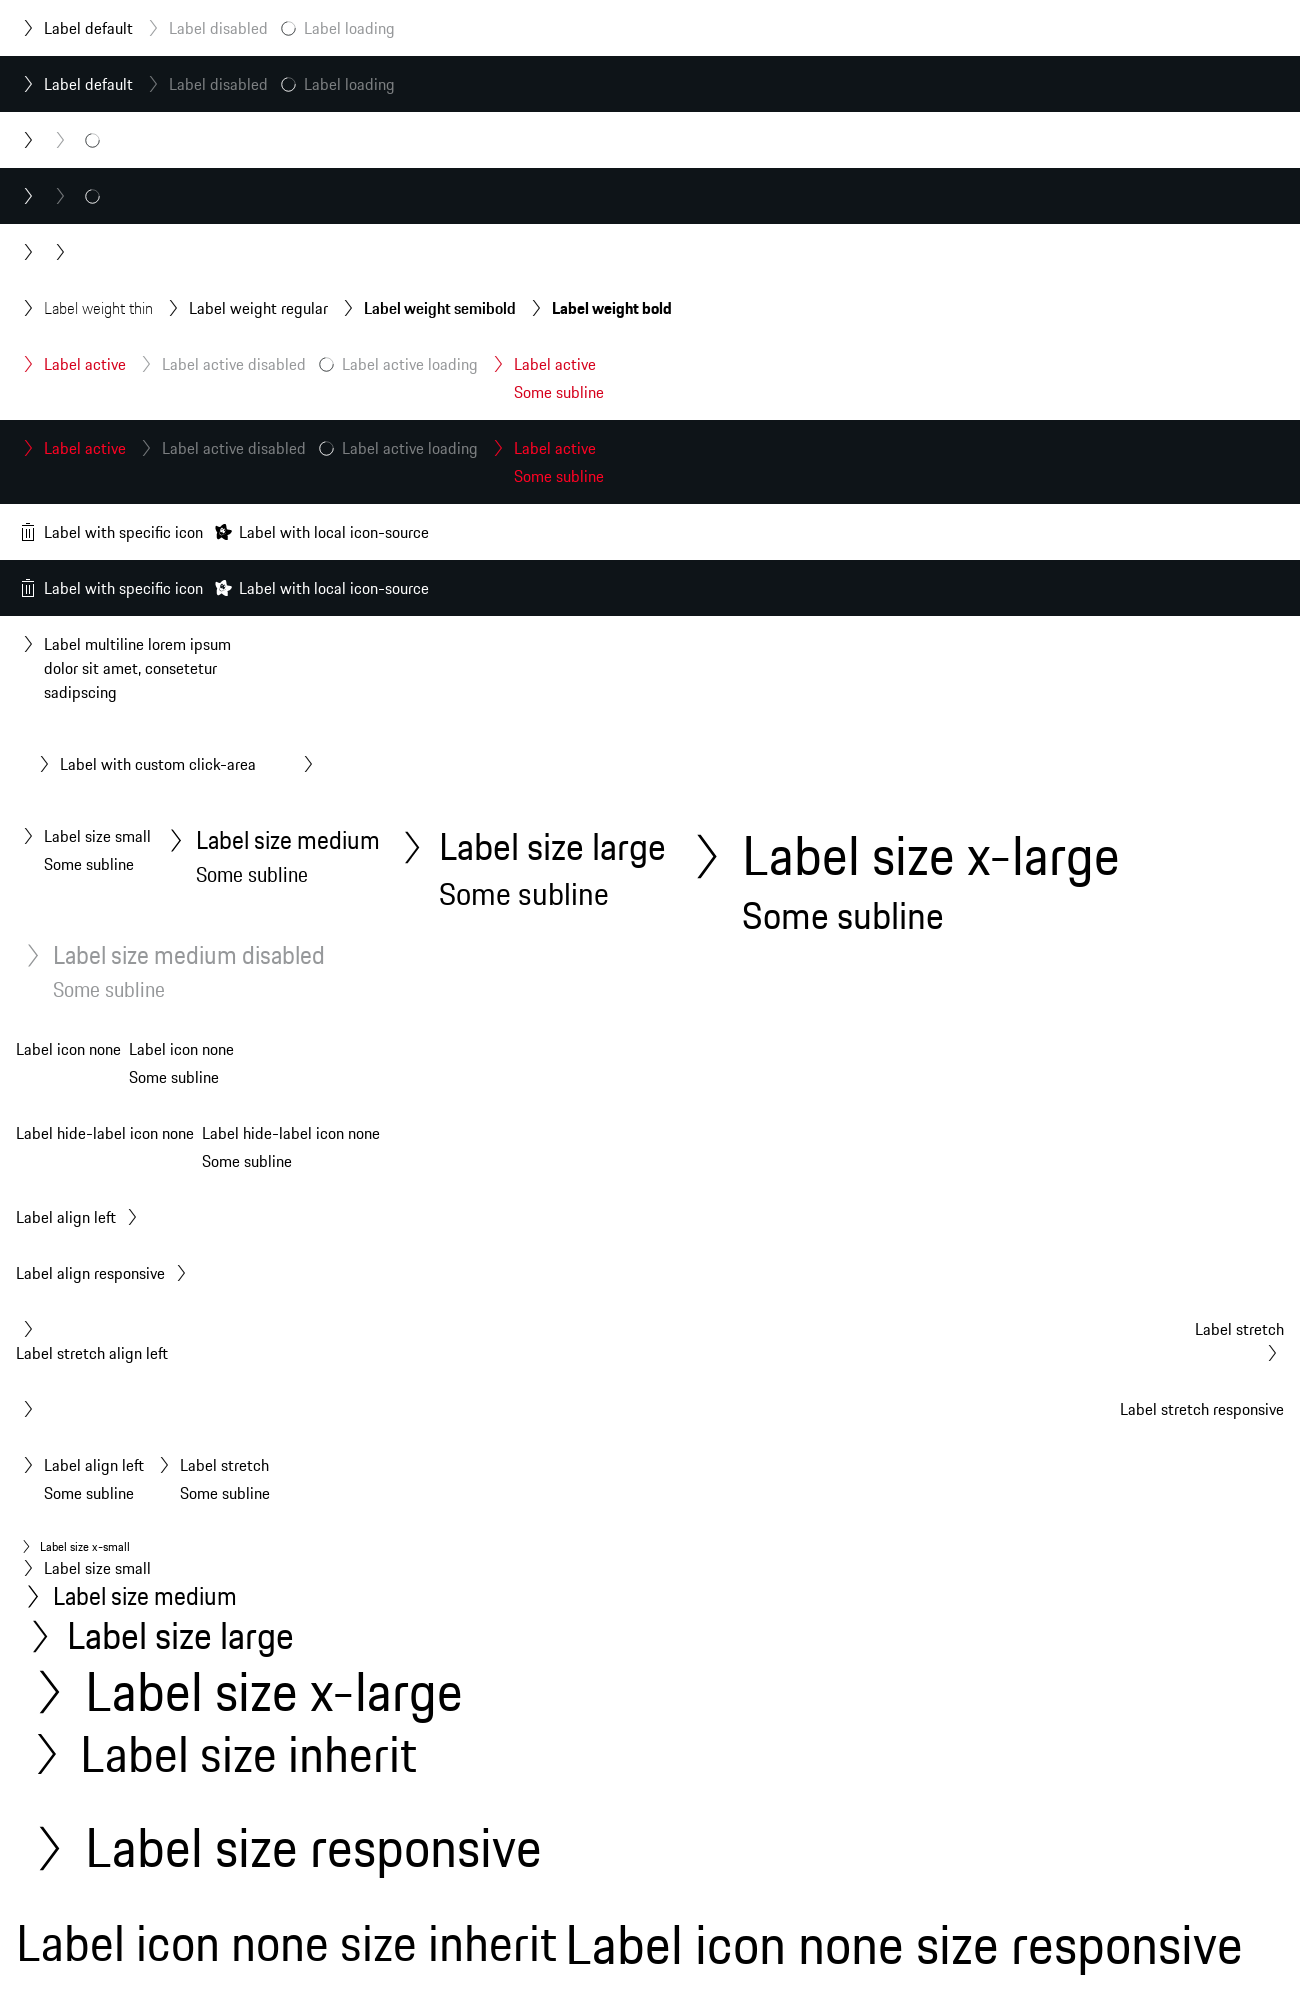 Label default Label disabled Label loading
Label default Label disabled Label loading
Label weight thin Label weight regular Label weight semibold Label weight bold
Label active Label active disabled Label active loading Label active
Some subline
Label active Label active disabled Label active loading Label active
Some subline
Label with specific icon Label with local icon-source
Label with specific icon Label with local icon-source
Label multiline lorem ipsum
dolor sit amet, consetetur
sadipscing
Label with custom click-area
Label size small Label size medium Label size large Label size x-large
Some subline Some subline Some subline Some subline
Label size medium disabled
Some subline
Label icon none Label icon none
Some subline
Label hide-label icon none Label hide-label icon none
Some subline
Label align left
Label align responsive
Label stretch
Label stretch align left
Label stretch responsive
Label align left Label stretch
Some subline Some subline
Label size x-small
Label size small
Label size medium
Label size large
Label size x-large
Label size inherit
Label size responsive
Label icon none size inherit Label icon none size responsive